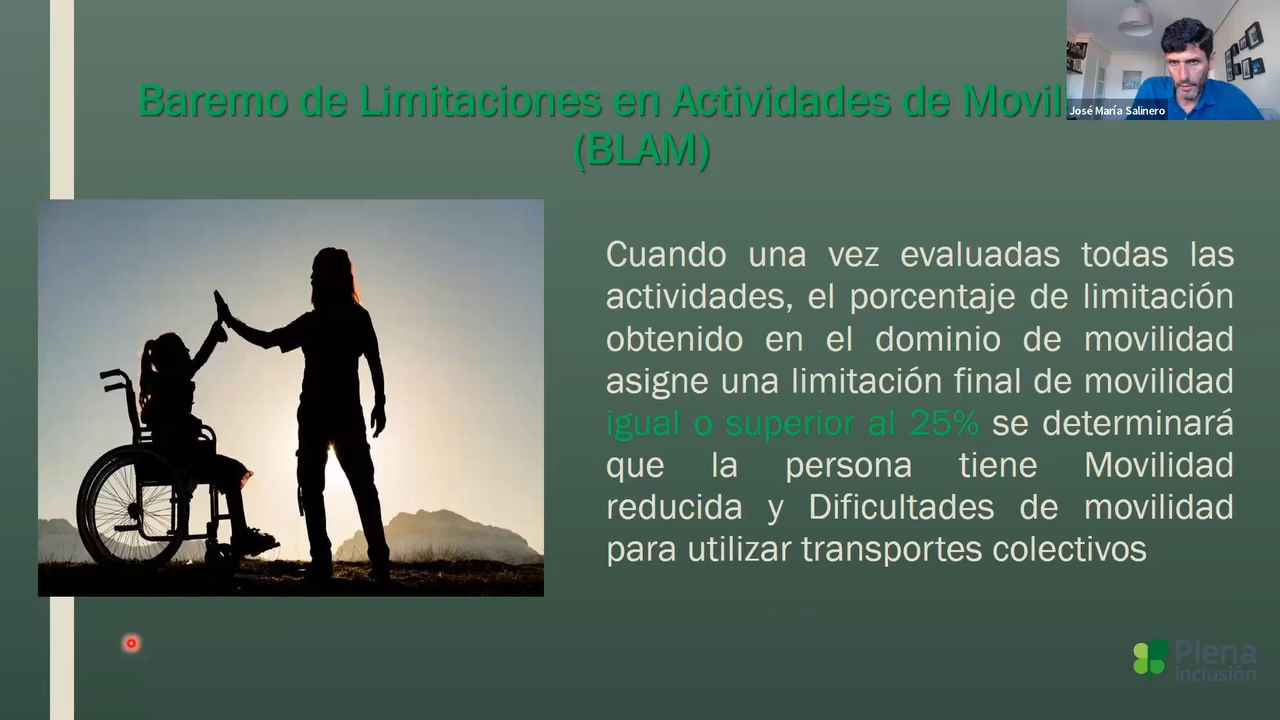 Baremo de Limitaciones en Actividades de Movil
(BLAM)
José María Salinero
Cuando una vez evaluadas todas las
actividades, el porcentaje de limitación
obtenido en el dominio de movilidad
asigne una limitación final de movilidad
igual o superior al 25% se determinará
que la persona tiene Movilidad
reducida y Dificultades de movilidad
para utilizar transportes colectivos
Plena
inclusión